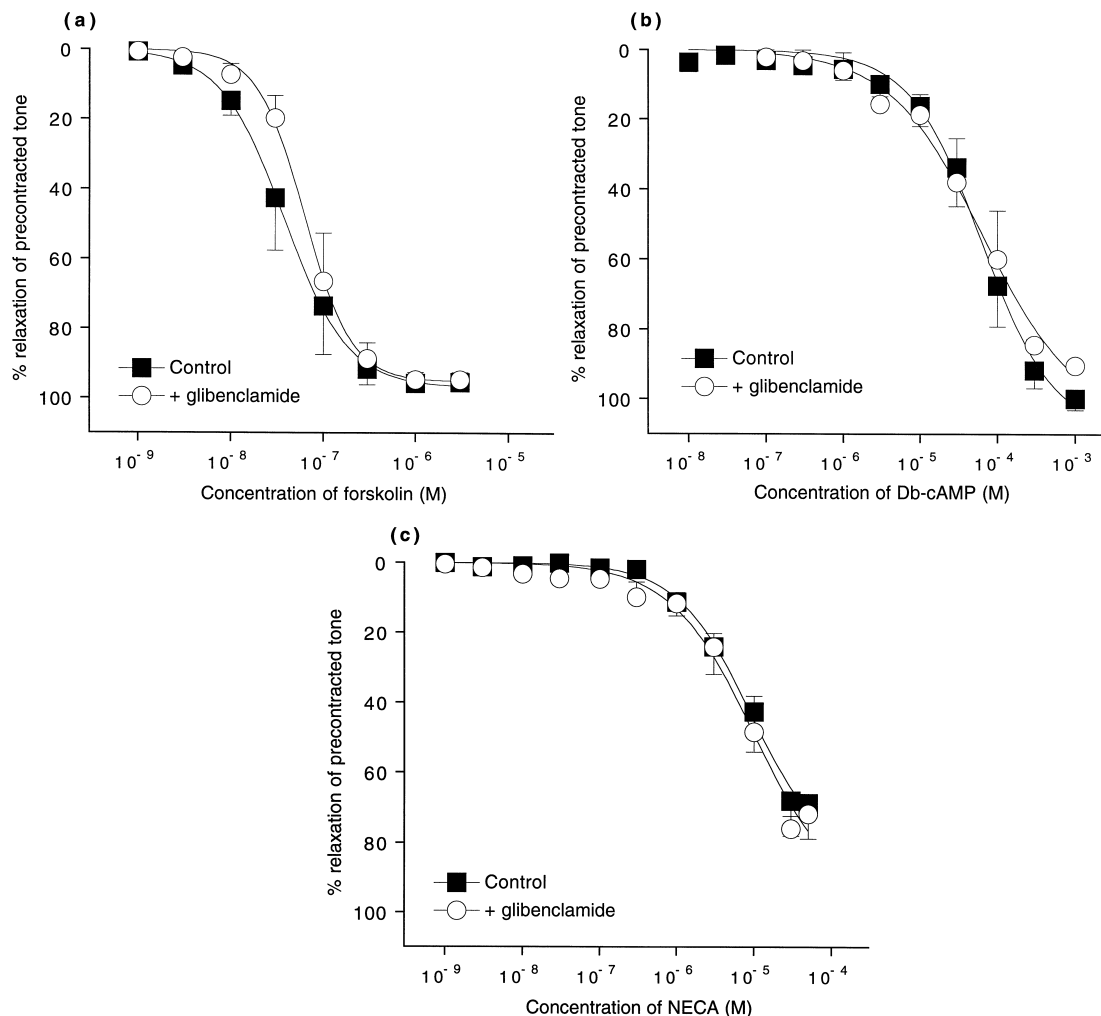 (a)
0
20
40
60
80
100
% relaxation of precontracted tone
Control
+ glibenclamide
10-9 10-8 10-7 10-6 10-5
Concentration of forskolin (M)
(b)
0
20
40
60
80
100
% relaxation of precontracted tone
Control
+ glibenclamide
10-8 10-7 10-6 10-5 10-4 10-3
Concentration of Db-cAMP (M)
(c)
0
20
40
60
80
100
% relaxation of precontracted tone
Control
+ glibenclamide
10-9 10-8 10-7 10-6 10-5 10-4
Concentration of NECA (M)